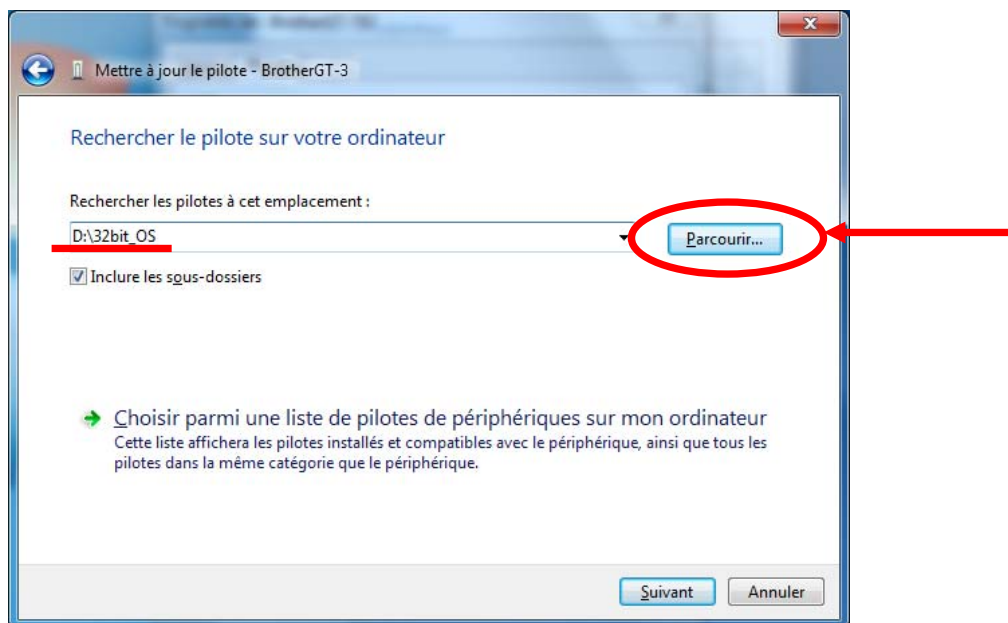 Mettre à jour le pilote - BrotherGT-3
Rechercher le pilote sur votre ordinateur
Rechercher les pilotes à cet emplacement :
D:\32bit_OS
Parcourir...
Inclure les sous-dossiers
Choisir parmi une liste de pilotes de périphériques sur mon ordinateur
Cette liste affichera les pilotes installés et compatibles avec le périphérique, ainsi que tous les
pilotes dans la même catégorie que le périphérique.
Suivant
Annuler